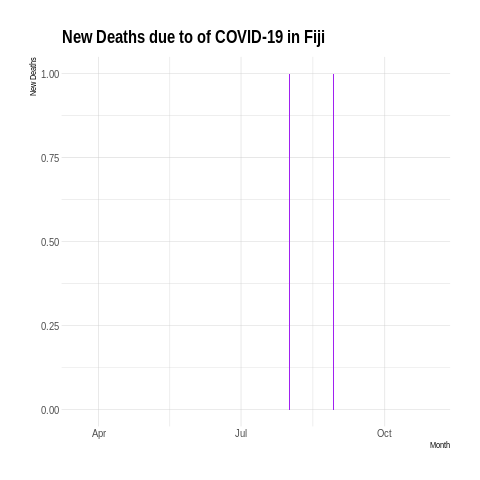 New Deaths due to of COVID-19 in Fiji
New Deaths
1.00
0.75
0.50
0.25
0.00
Apr Jul Oct
Month